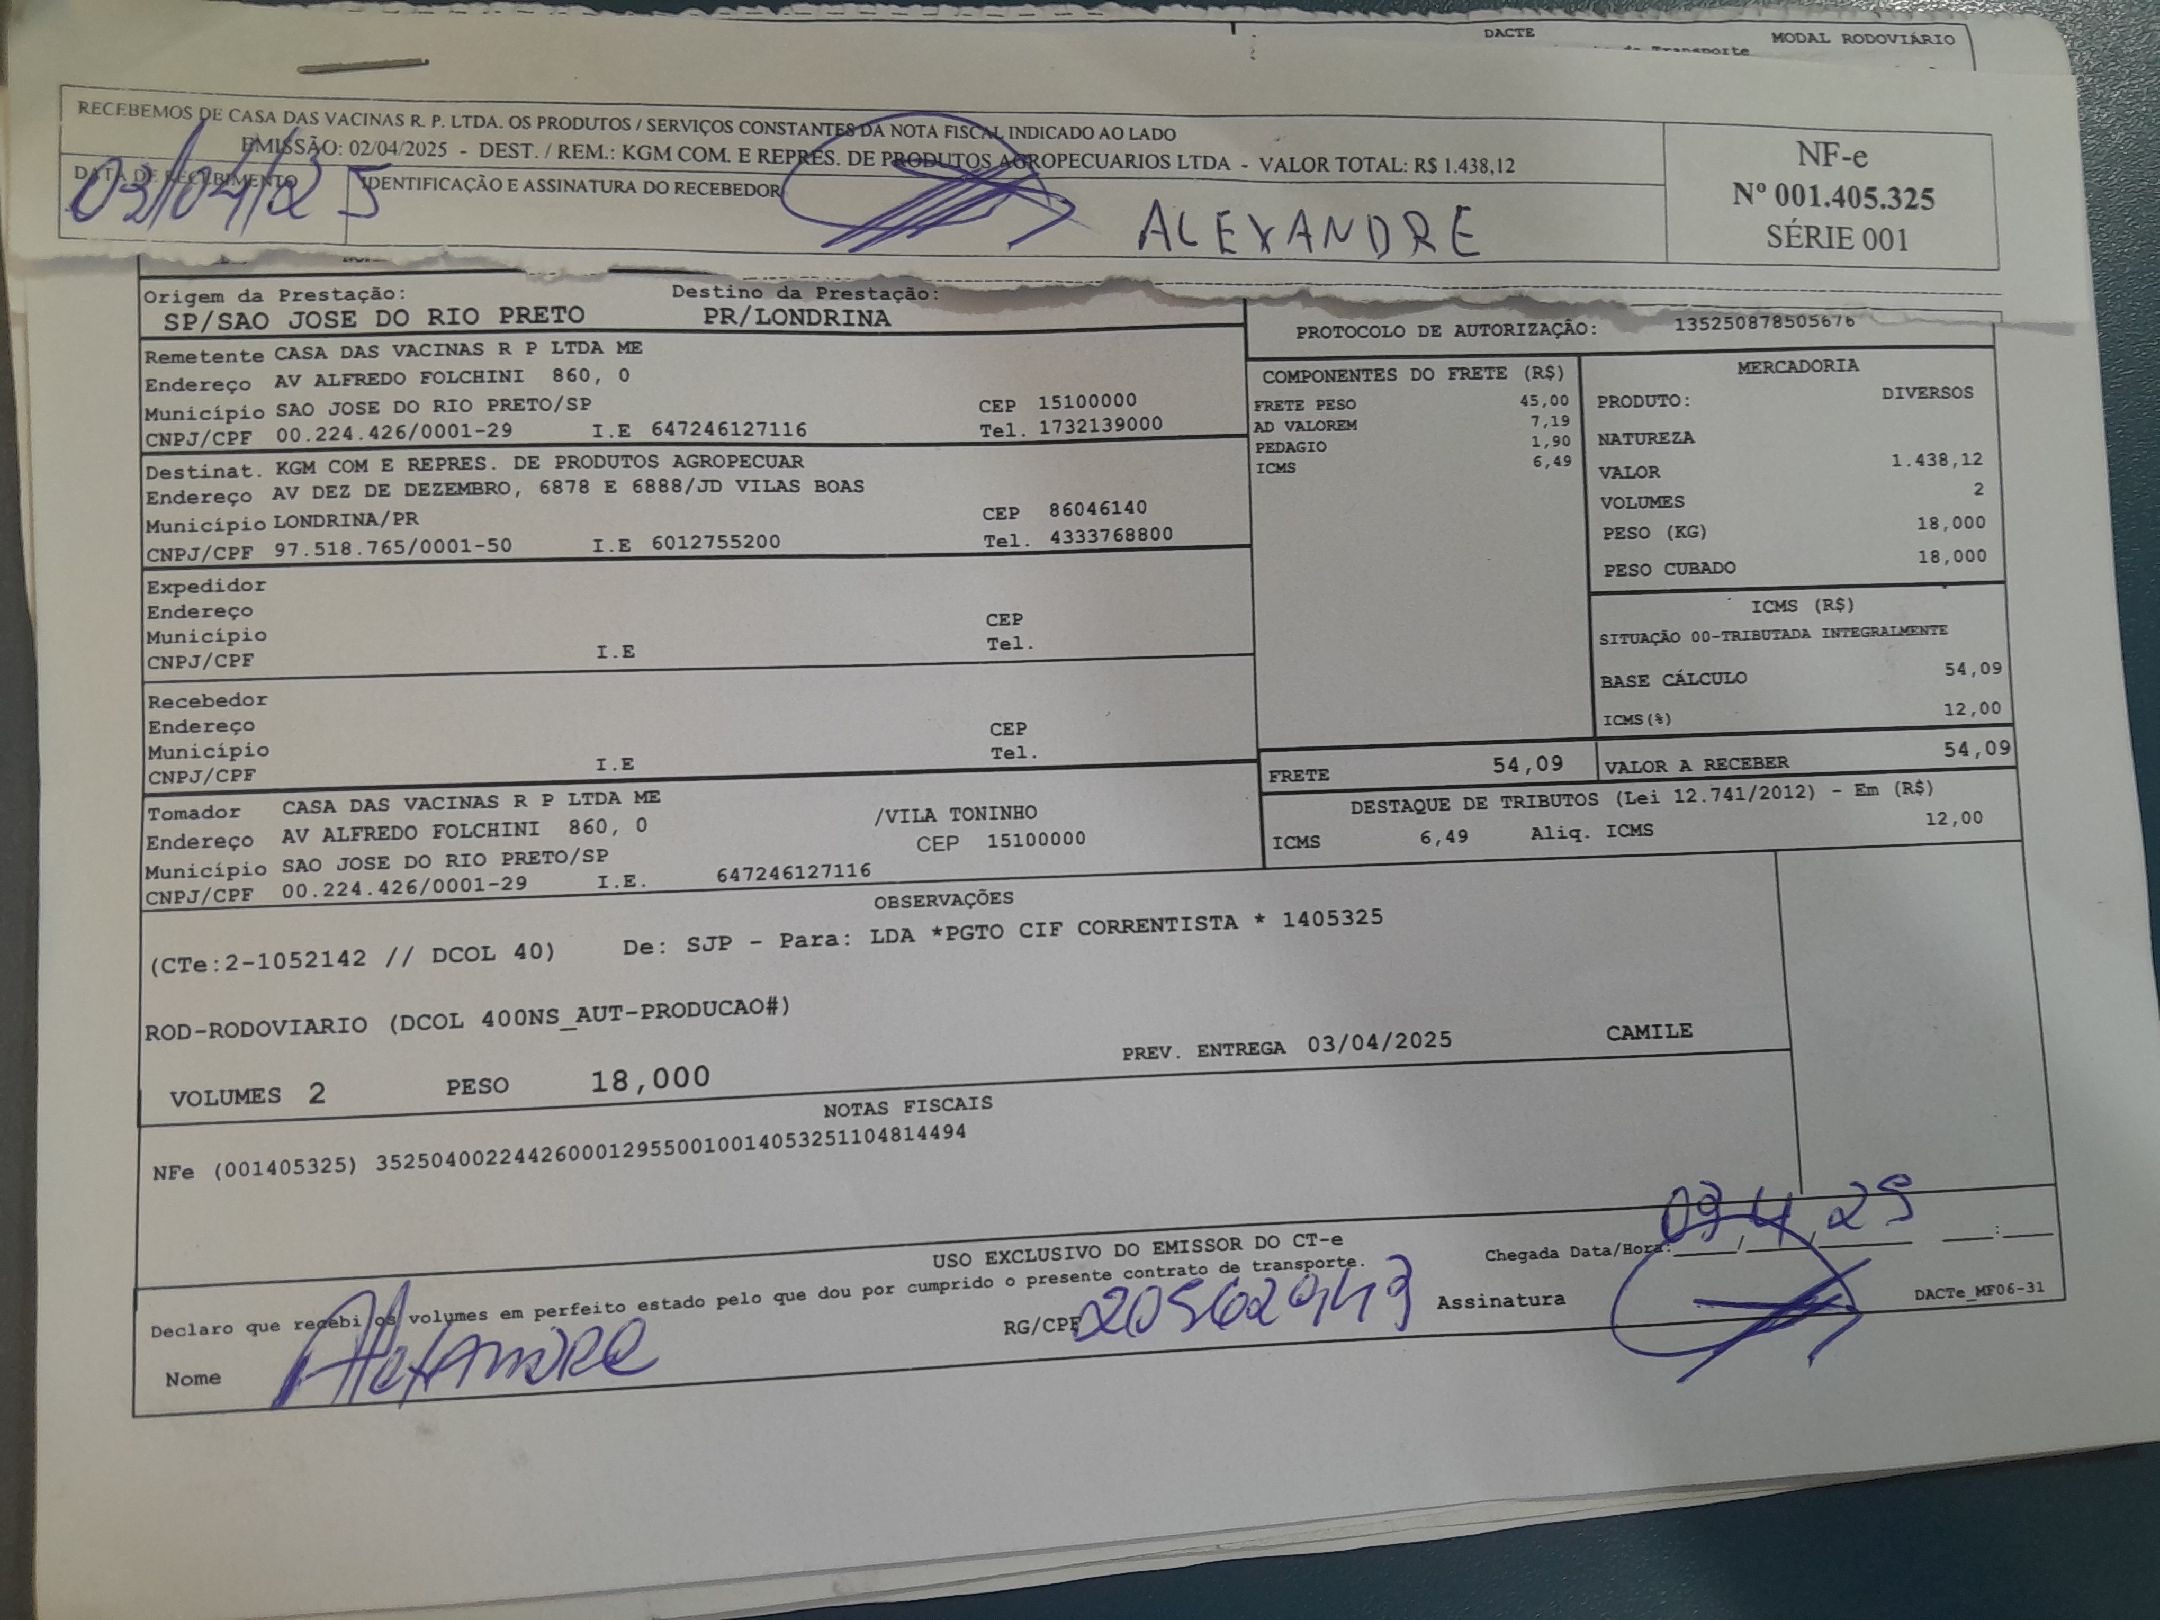 DACTE
MODAL RODOVIÁRIO
de Transporte
RECEBEMOS DE CASA DAS VACINAS R. P. LTDA. OS PRODUTOS / SERVIÇOS CONSTANTES DA NOTA FISCAL INDICADO AO LADO
EMISSÃO: 02/04/2025 - DEST. / REM.: KGM COM. E REPRES. DE PRODUTOS AGROPECUARIOS LTDA - VALOR TOTAL: R$ 1.438,12
DATA DE RECEBIMENTO
IDENTIFICAÇÃO E ASSINATURA DO RECEBEDOR
03/04/25
ALEXANDRE
NF-e
Nº 001.405.325
SÉRIE 001
Origem da Prestação: Destino da Prestação:
SP/SAO JOSE DO RIO PRETO PR/LONDRINA
PROTOCOLO DE AUTORIZAÇÃO: 135250878505676
Remetente CASA DAS VACINAS R P LTDA ME
Endereço AV ALFREDO FOLCHINI 860, 0
Município SAO JOSE DO RIO PRETO/SP CEP 15100000
CNPJ/CPF 00.224.426/0001-29 I.E 647246127116 Tel. 1732139000
Destinat. KGM COM E REPRES. DE PRODUTOS AGROPECUAR
Endereço AV DEZ DE DEZEMBRO, 6878 E 6888/JD VILAS BOAS
Município LONDRINA/PR CEP 86046140
CNPJ/CPF 97.518.765/0001-50 I.E 6012755200 Tel. 4333768800
Expedidor
Endereço
Município CEP
CNPJ/CPF I.E Tel.
Recebedor
Endereço
Município CEP
CNPJ/CPF I.E Tel.
Tomador CASA DAS VACINAS R P LTDA ME
Endereço AV ALFREDO FOLCHINI 860, 0 /VILA TONINHO
Município SAO JOSE DO RIO PRETO/SP CEP 15100000
CNPJ/CPF 00.224.426/0001-29 I.E. 647246127116
COMPONENTES DO FRETE (R$)
FRETE PESO 45,00
AD VALOREM 7,19
PEDAGIO 1,90
ICMS 6,49
MERCADORIA
PRODUTO: DIVERSOS
NATUREZA
VALOR 1.438,12
VOLUMES 2
PESO (KG) 18,000
PESO CUBADO 18,000
ICMS (R$)
SITUAÇÃO 00-TRIBUTADA INTEGRALMENTE
BASE CÁLCULO 54,09
ICMS(%) 12,00
FRETE 54,09 VALOR A RECEBER 54,09
DESTAQUE DE TRIBUTOS (Lei 12.741/2012) - Em (R$)
ICMS 6,49 Aliq. ICMS 12,00
OBSERVAÇÕES
(CTe:2-1052142 // DCOL 40) De: SJP - Para: LDA *PGTO CIF CORRENTISTA * 1405325
ROD-RODOVIARIO (DCOL 400NS_AUT-PRODUCAO#)
PREV. ENTREGA 03/04/2025 CAMILE
VOLUMES 2 PESO 18,000
NOTAS FISCAIS
NFe (001405325) 35250400224426000129550010014053251104814494
USO EXCLUSIVO DO EMISSOR DO CT-e
Declaro que recebi os volumes em perfeito estado pelo que dou por cumprido o presente contrato de transporte.
Chegada Data/Hora:____/____/______ ____:____
Nome Alexandre
RG/CPF 205629413
Assinatura
DACTe_MF06-31